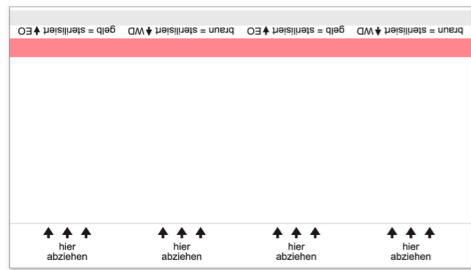 braun = sterilisiert ↑ WD gelb = sterilisiert ↓ EO braun = sterilisiert ↑ WD gelb = sterilisiert ↓ EO
hier hier hier hier
abziehen abziehen abziehen abziehen